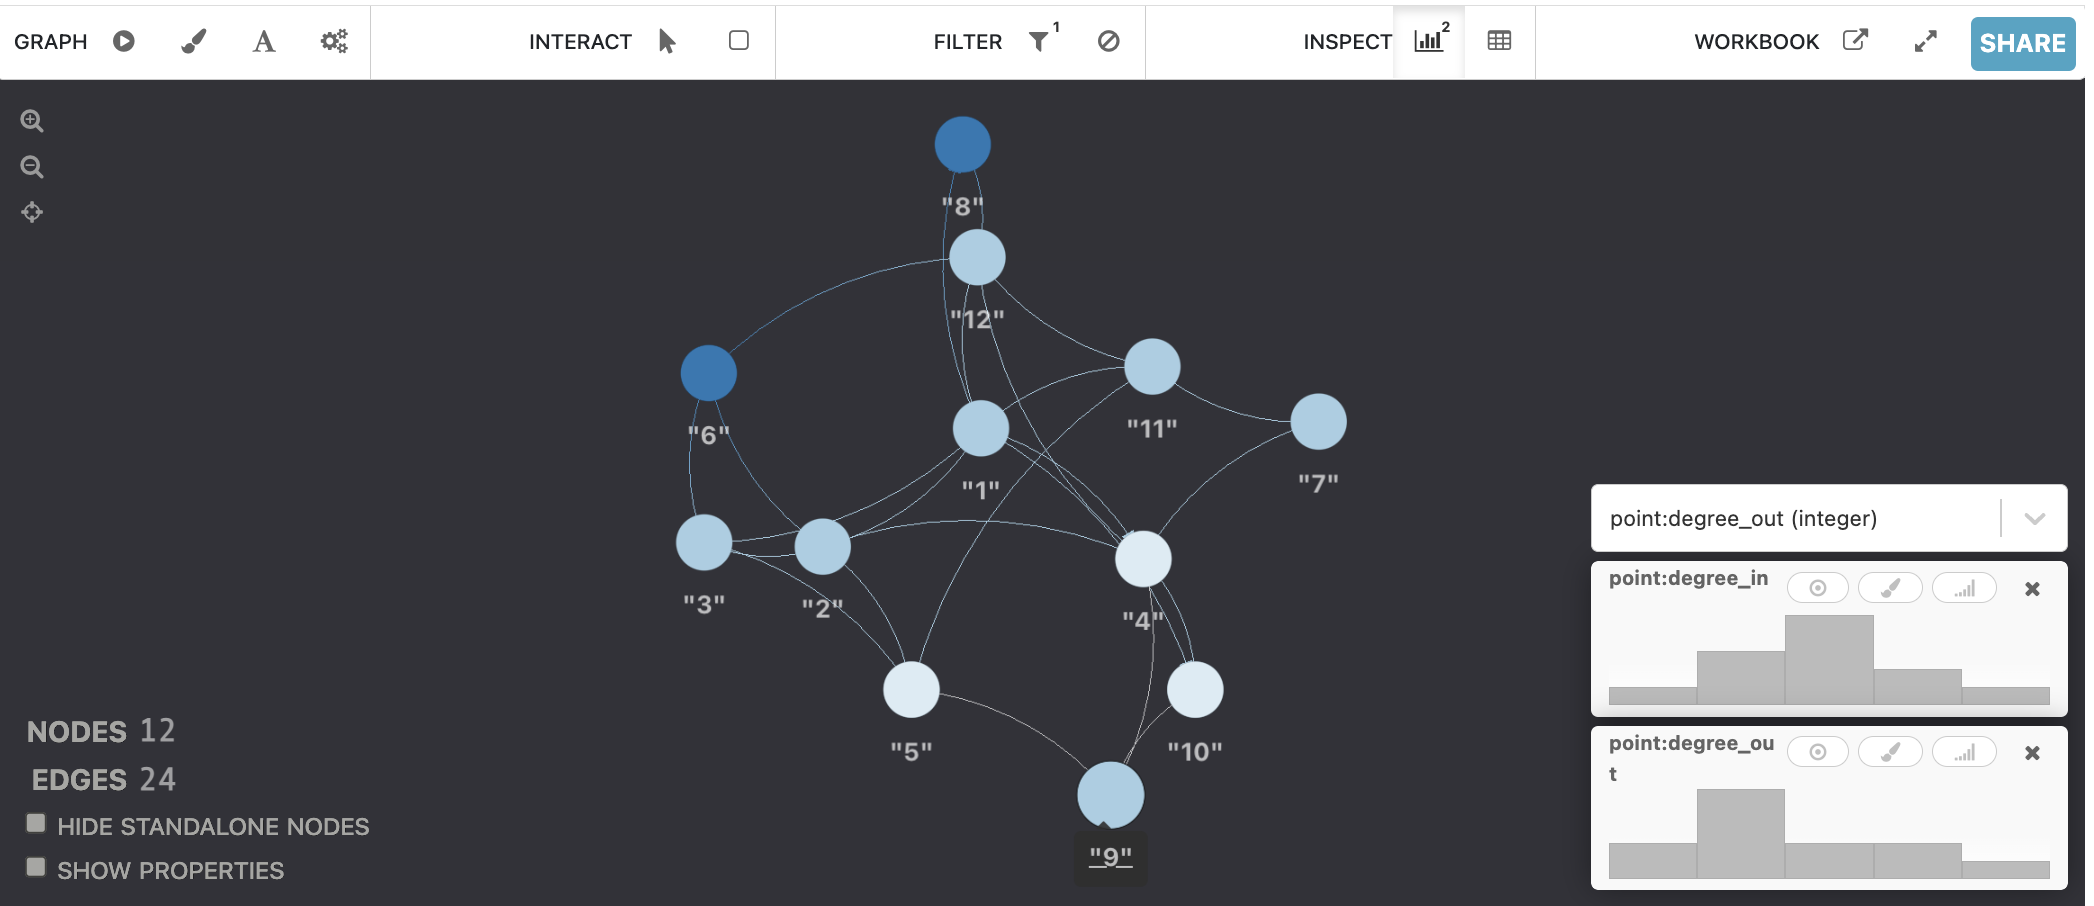 GRAPH A INTERACT FILTER 1 INSPECT 2 WORKBOOK SHARE
"8"
"12"
"11"
"6"
"7"
"1"
point:degree_out (integer)
point:degree_in
"3"
"2"
"4"
NODES 12
"5"
"10"
point:degree_ou
t
EDGES 24
HIDE STANDALONE NODES
"9"
SHOW PROPERTIES